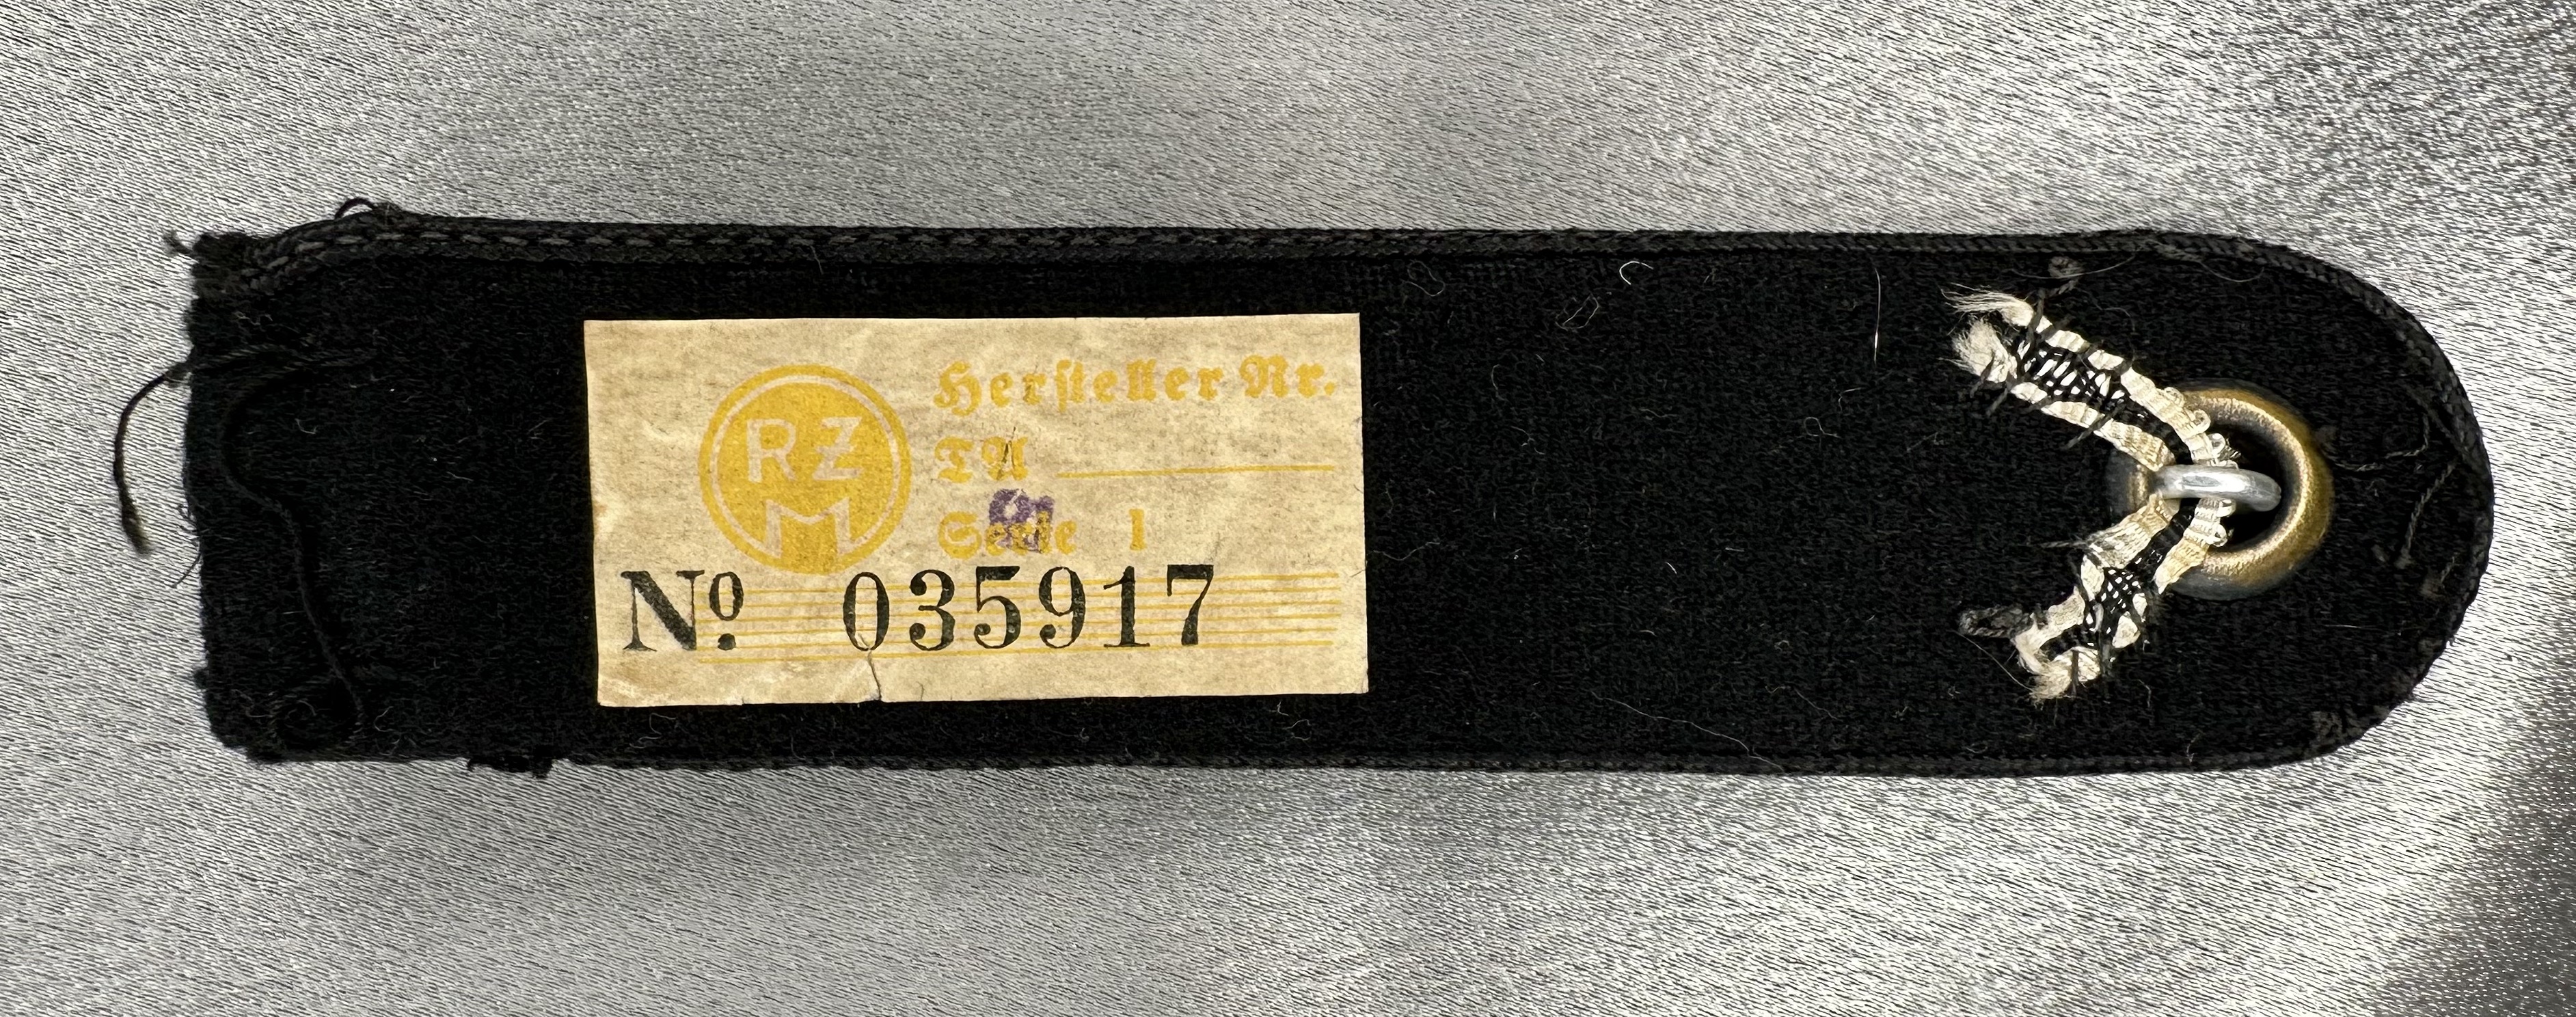 RZM
Hersteller Nr.
TA
Serie 1
Nº 035917